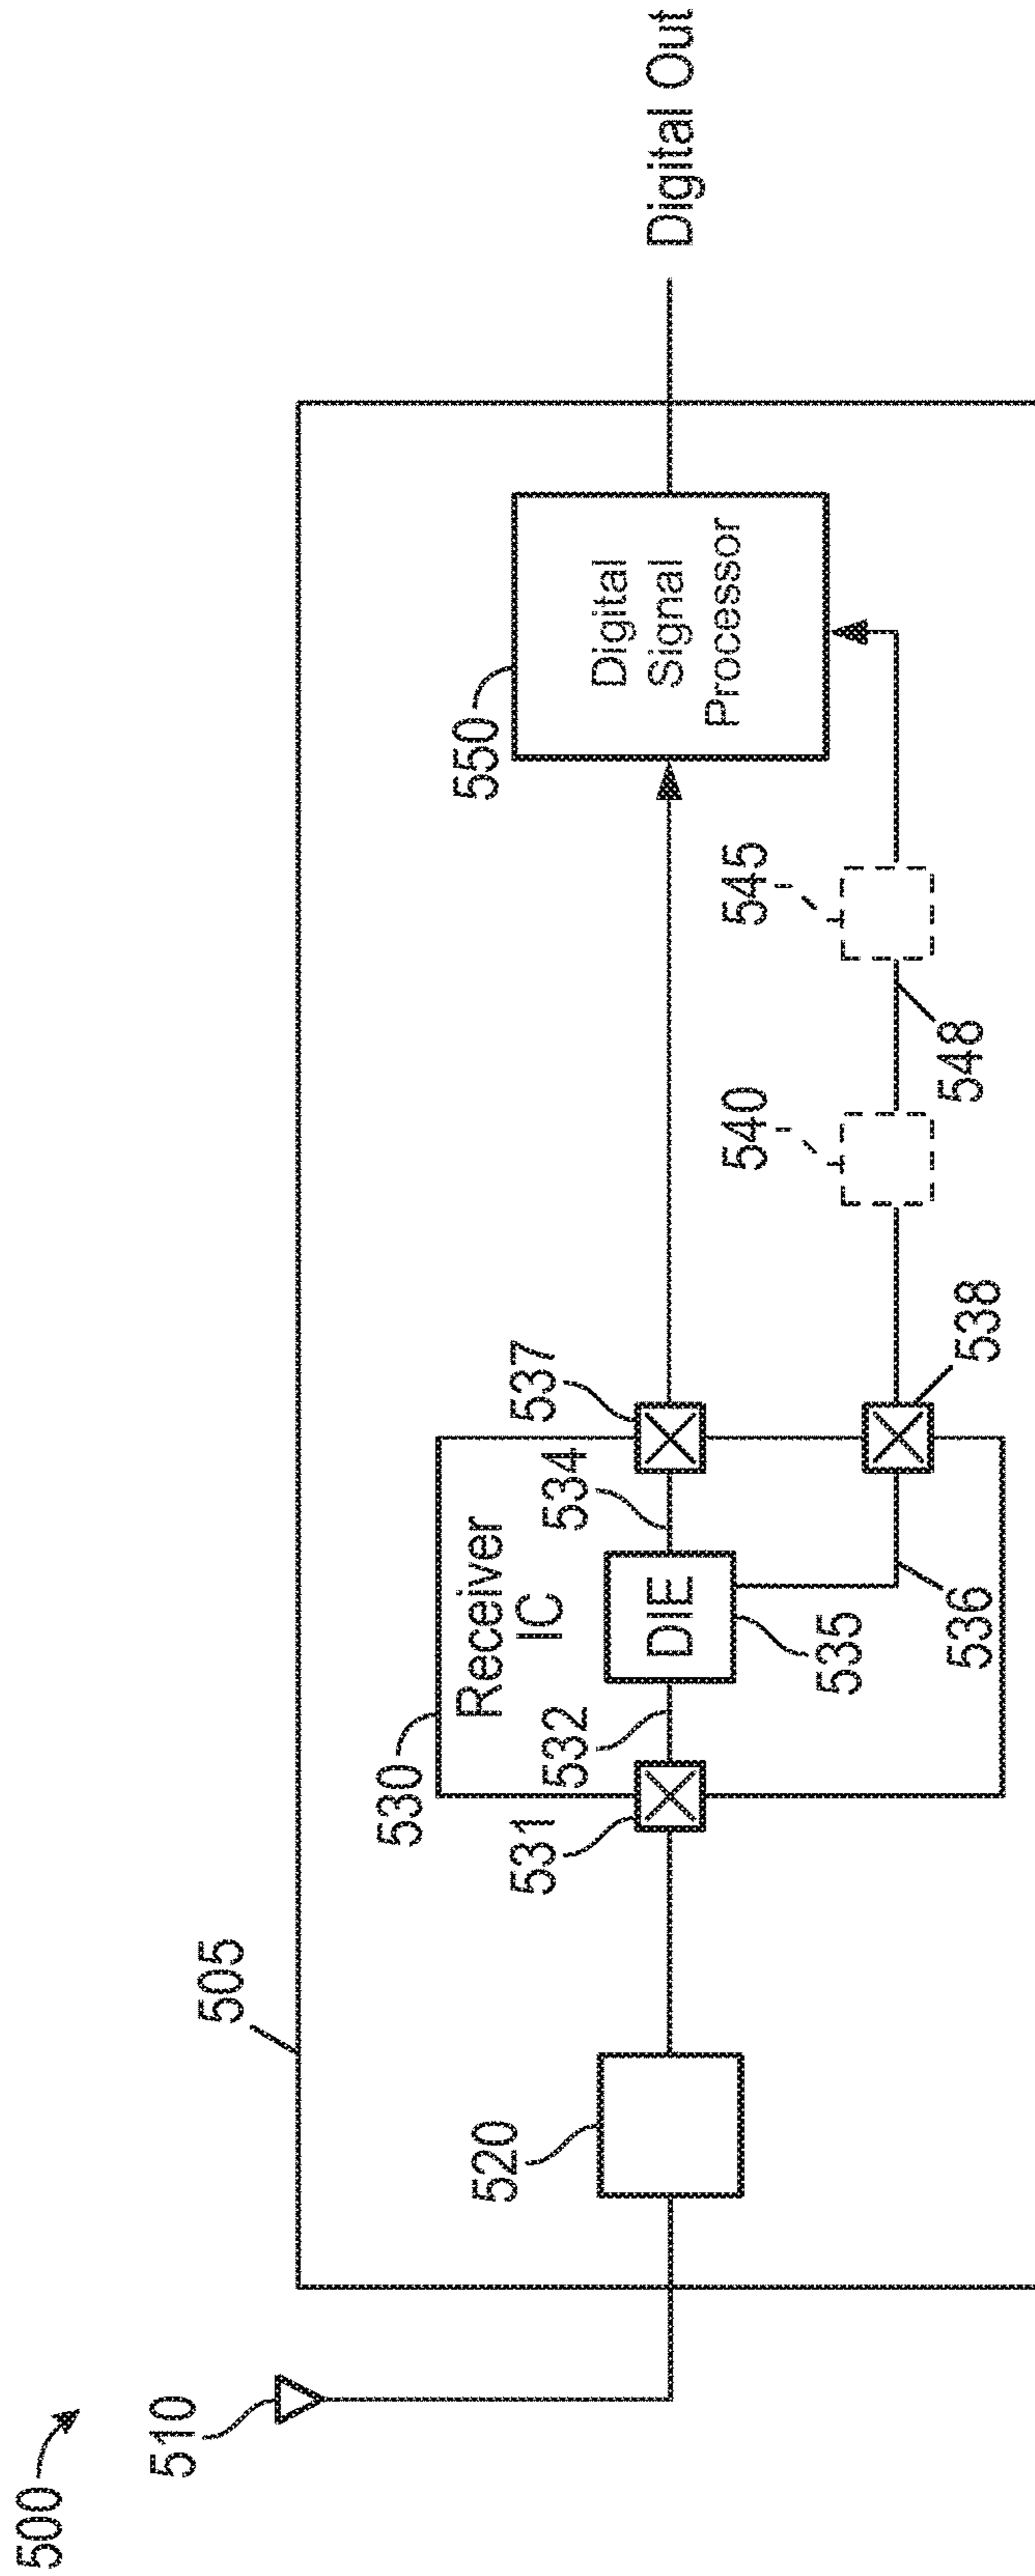 500
510
505
520
530
Receiver
IC
531
532
DIE
534
535
536
537
538
540
545
548
550
Digital
Signal
Processor
Digital Out